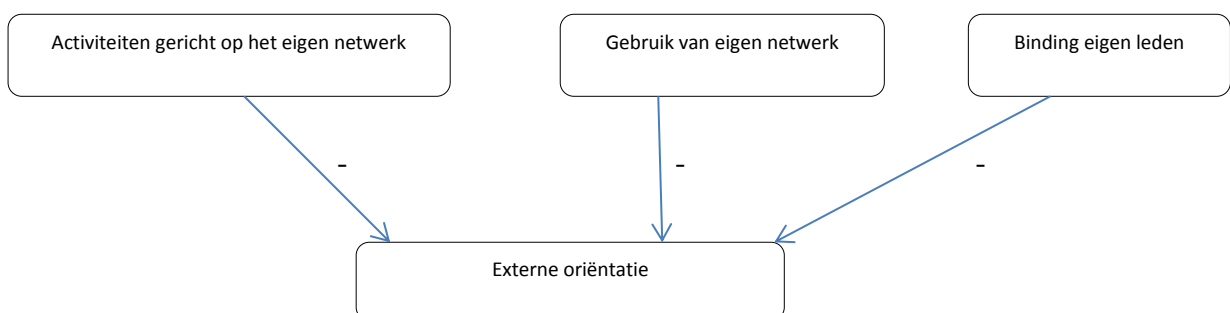 Activiteiten gericht op het eigen netwerk
Gebruik van eigen netwerk
Binding eigen leden
- - -
Externe oriëntatie